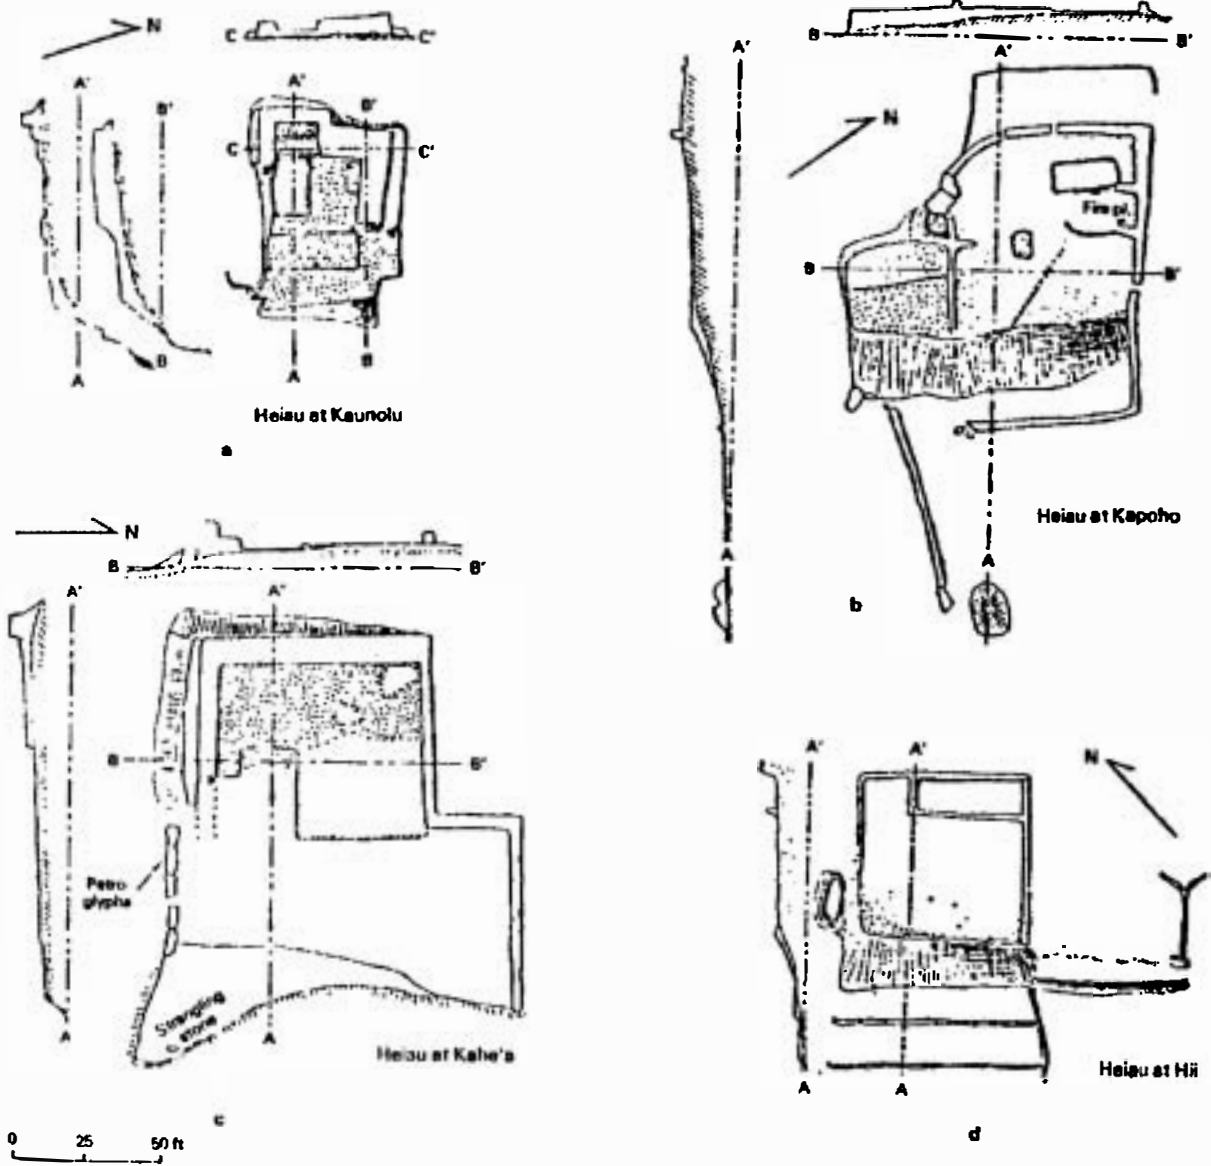 N
C C'
A' B'
A' B'
C C'
B
A
B
A
Heiau at Kaunolu
a
B B'
A' A'
N
Fire pl.
B B'
A
A
Heiau at Kapoho
b
N
B B'
A' A'
B B'
Petro
glyphs
Strangling
stone
A A
Heiau at Kahe'a
c
0 25 50 ft
A' A' N
A A
Heiau at Hii
d